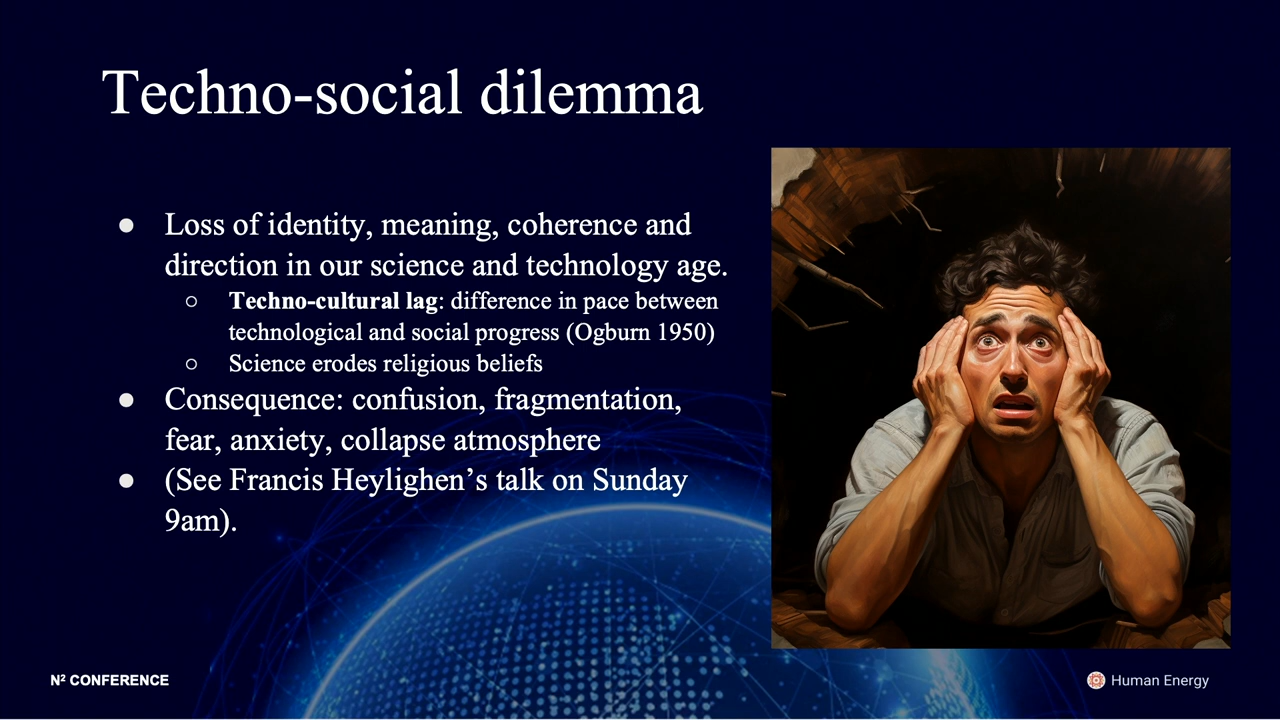 Techno-social dilemma
● Loss of identity, meaning, coherence and
direction in our science and technology age.
○ Techno-cultural lag: difference in pace between
technological and social progress (Ogburn 1950)
○ Science erodes religious beliefs
● Consequence: confusion, fragmentation,
fear, anxiety, collapse atmosphere
● (See Francis Heylighen’s talk on Sunday
9am).
N² CONFERENCE
Human Energy